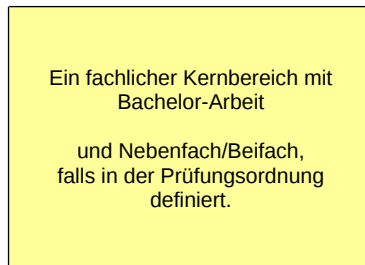 Ein fachlicher Kernbereich mit
Bachelor-Arbeit
und Nebenfach/Beifach,
falls in der Prüfungsordnung
definiert.